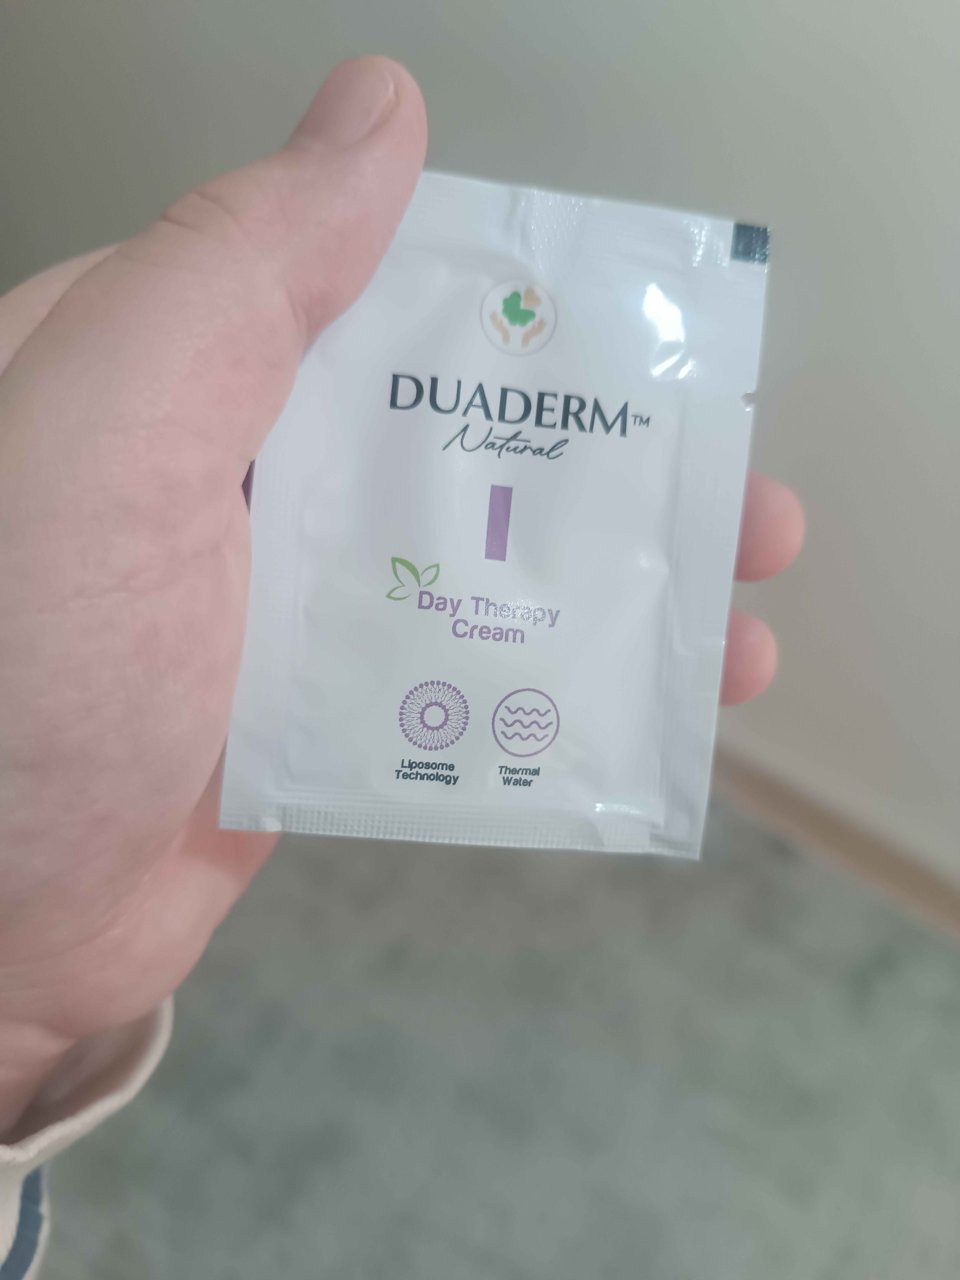 DUADERM™
Natural
Day Therapy
Cream
Liposome
Technology
Thermal
Water